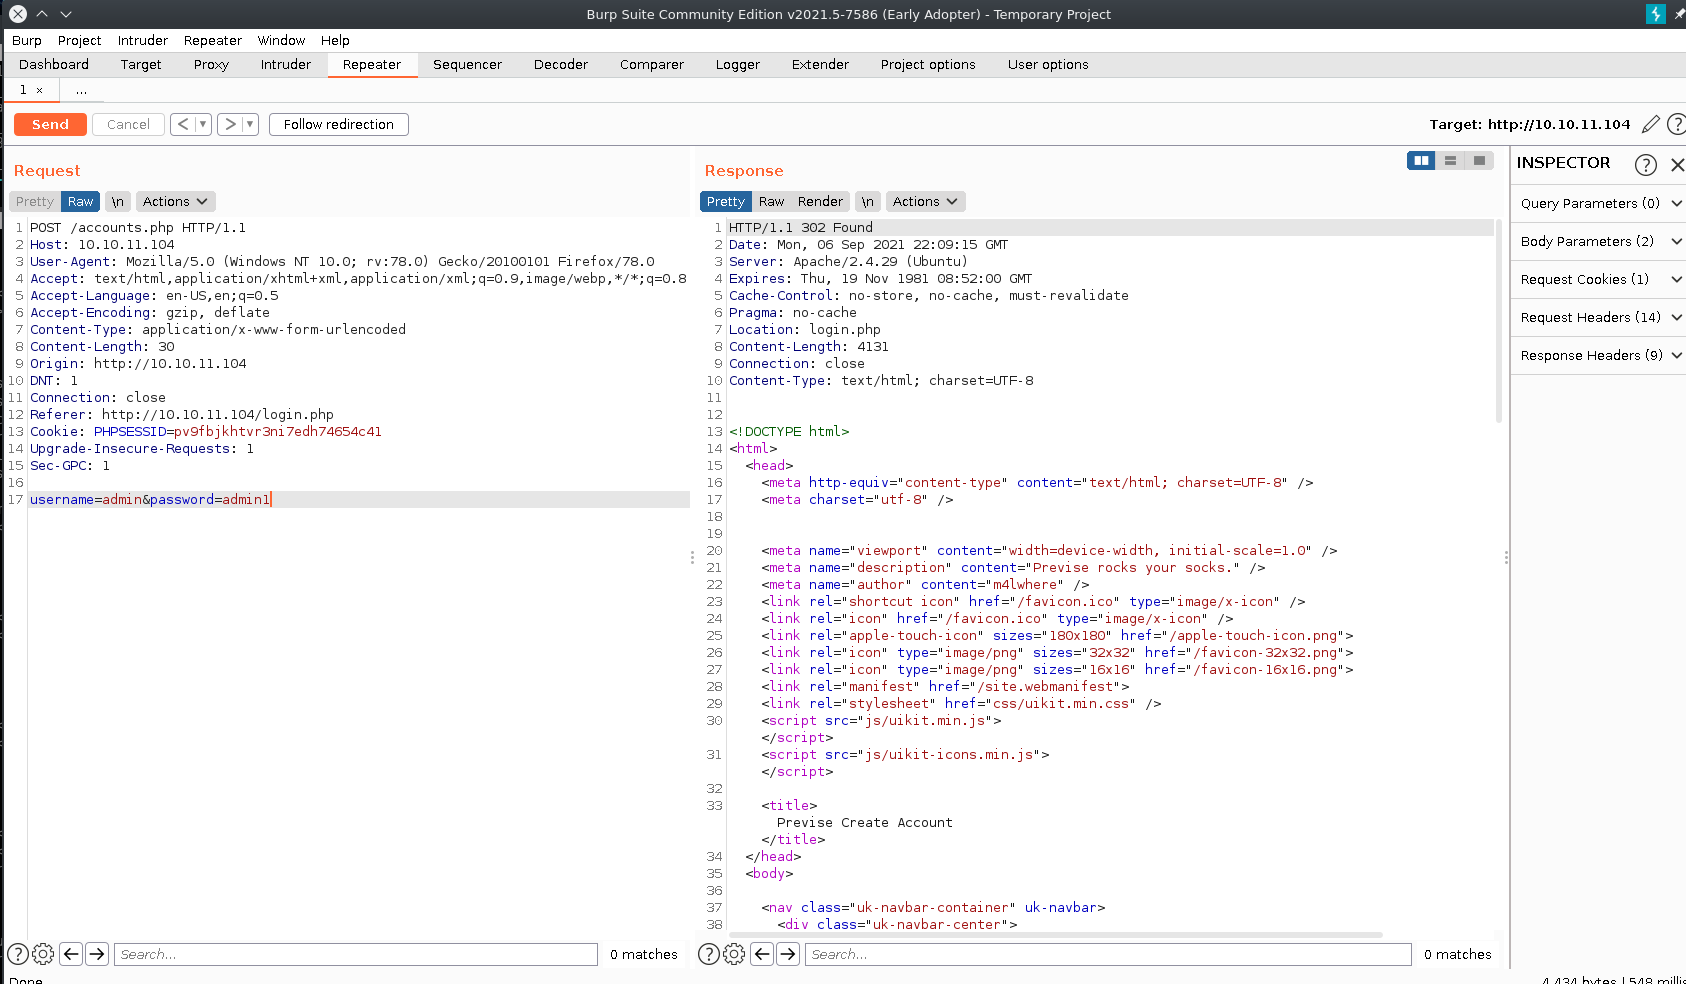 Burp Suite Community Edition v2021.5-7586 (Early Adopter) - Temporary Project
Burp Project Intruder Repeater Window Help
Dashboard Target Proxy Intruder Repeater Sequencer Decoder Comparer Logger Extender Project options User options
1 × ...
Send Cancel < > Follow redirection Target: http://10.10.11.104 ?
Request
Pretty Raw \n Actions
1 POST /accounts.php HTTP/1.1
2 Host: 10.10.11.104
3 User-Agent: Mozilla/5.0 (Windows NT 10.0; rv:78.0) Gecko/20100101 Firefox/78.0
4 Accept: text/html,application/xhtml+xml,application/xml;q=0.9,image/webp,*/*;q=0.8
5 Accept-Language: en-US,en;q=0.5
6 Accept-Encoding: gzip, deflate
7 Content-Type: application/x-www-form-urlencoded
8 Content-Length: 30
9 Origin: http://10.10.11.104
10 DNT: 1
11 Connection: close
12 Referer: http://10.10.11.104/login.php
13 Cookie: PHPSESSID=pv9fbjkhtvr3ni7edh74654c41
14 Upgrade-Insecure-Requests: 1
15 Sec-GPC: 1
16
17 username=admin&password=admin1
? Search... 0 matches
Response
Pretty Raw Render \n Actions
1 HTTP/1.1 302 Found
2 Date: Mon, 06 Sep 2021 22:09:15 GMT
3 Server: Apache/2.4.29 (Ubuntu)
4 Expires: Thu, 19 Nov 1981 08:52:00 GMT
5 Cache-Control: no-store, no-cache, must-revalidate
6 Pragma: no-cache
7 Location: login.php
8 Content-Length: 4131
9 Connection: close
10 Content-Type: text/html; charset=UTF-8
11
12
13 <!DOCTYPE html>
14 <html>
15 <head>
16 <meta http-equiv="content-type" content="text/html; charset=UTF-8" />
17 <meta charset="utf-8" />
18
19
20 <meta name="viewport" content="width=device-width, initial-scale=1.0" />
21 <meta name="description" content="Previse rocks your socks." />
22 <meta name="author" content="m4lwhere" />
23 <link rel="shortcut icon" href="/favicon.ico" type="image/x-icon" />
24 <link rel="icon" href="/favicon.ico" type="image/x-icon" />
25 <link rel="apple-touch-icon" sizes="180x180" href="/apple-touch-icon.png">
26 <link rel="icon" type="image/png" sizes="32x32" href="/favicon-32x32.png">
27 <link rel="icon" type="image/png" sizes="16x16" href="/favicon-16x16.png">
28 <link rel="manifest" href="/site.webmanifest">
29 <link rel="stylesheet" href="css/uikit.min.css" />
30 <script src="js/uikit.min.js">
</script>
31 <script src="js/uikit-icons.min.js">
</script>
32
33 <title>
Previse Create Account
</title>
34 </head>
35 <body>
36
37 <nav class="uk-navbar-container" uk-navbar>
38 <div class="uk-navbar-center">
? Search... 0 matches
INSPECTOR ?
Query Parameters (0)
Body Parameters (2)
Request Cookies (1)
Request Headers (14)
Response Headers (9)
Done 4,434 bytes | 548 millis